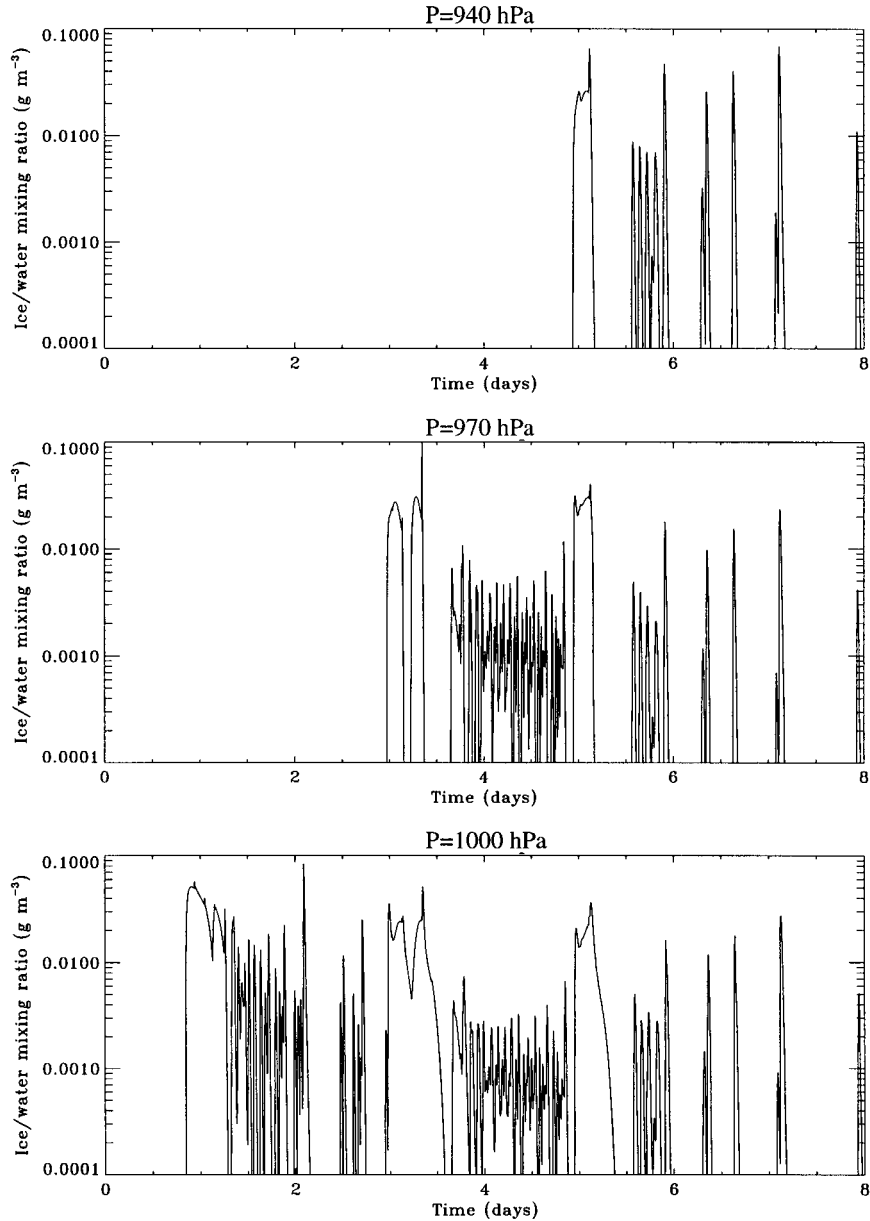 P=940 hPa
Ice/water mixing ratio (g m⁻³)
0.1000
0.0100
0.0010
0.0001
0 2 4 6 8
Time (days)
P=970 hPa
Ice/water mixing ratio (g m⁻³)
0.1000
0.0100
0.0010
0.0001
0 2 4 6 8
Time (days)
P=1000 hPa
Ice/water mixing ratio (g m⁻³)
0.1000
0.0100
0.0010
0.0001
0 2 4 6 8
Time (days)